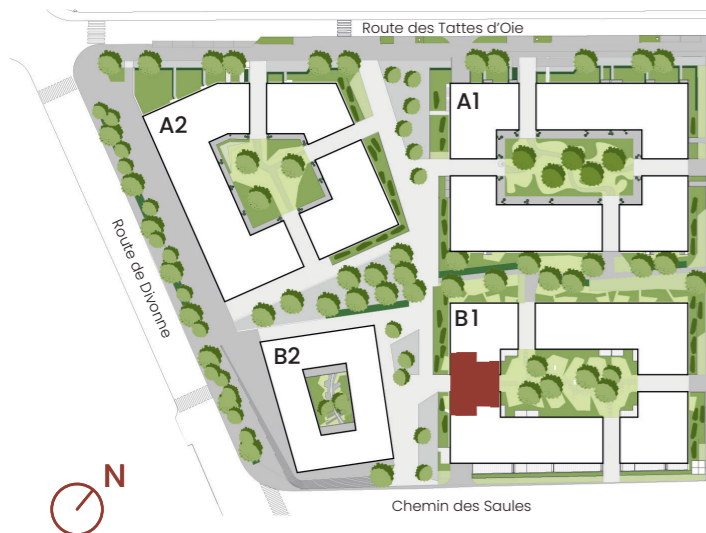 Route des Tattes d'Oie
A2
A1
Route de Divonne
B1
B2
N
Chemin des Saules